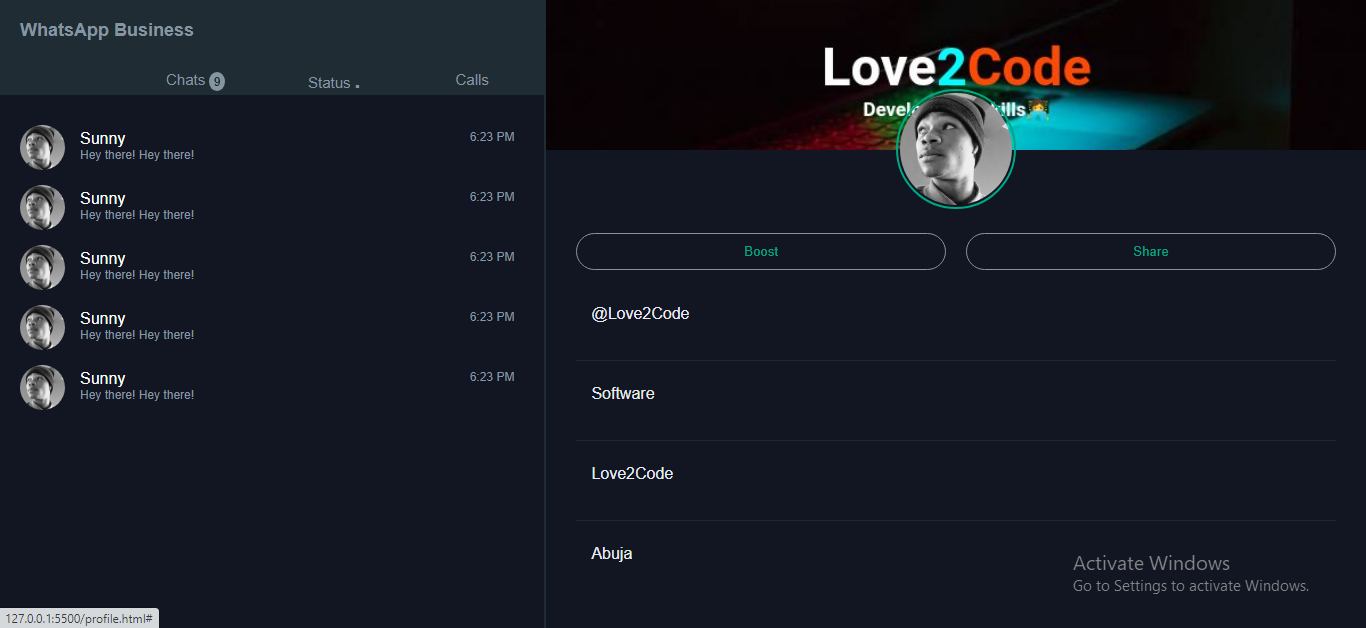 WhatsApp Business
Chats 9
Status .
Calls
Sunny
6:23 PM
Hey there! Hey there!
Sunny
6:23 PM
Hey there! Hey there!
Sunny
6:23 PM
Hey there! Hey there!
Sunny
6:23 PM
Hey there! Hey there!
Sunny
6:23 PM
Hey there! Hey there!
Love2Code
Boost
Share
@Love2Code
Software
Love2Code
Abuja
Activate Windows
Go to Settings to activate Windows.
127.0.0.1:5500/profile.html#